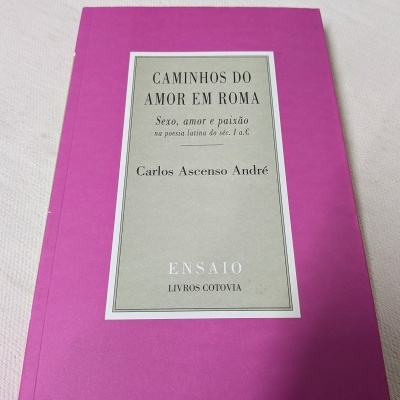 CAMINHOS DO
AMOR EM ROMA
Sexo, amor e paixão
na poesia latina do séc. I a.C.
Carlos Ascenso André
ENSAIO
LIVROS COTOVIA